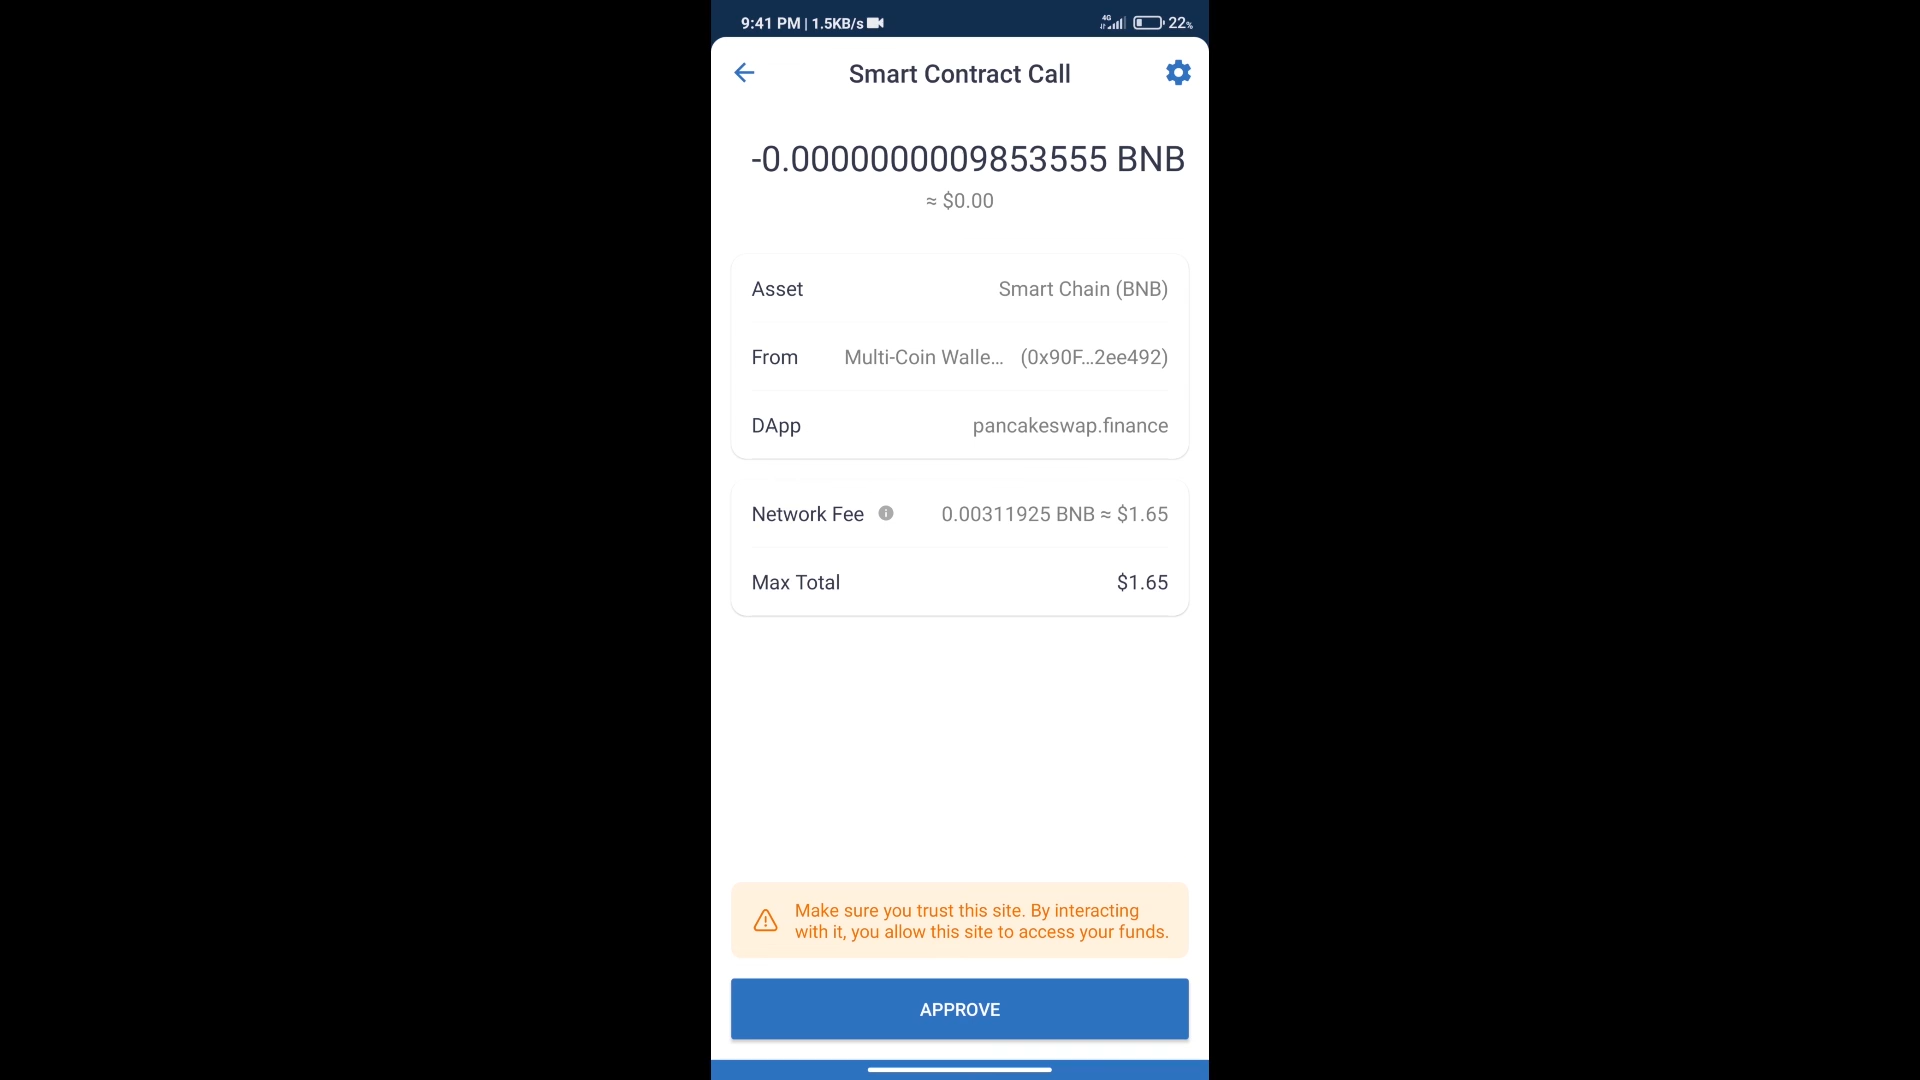 9:41 PM | 1.5KB/s 4G 22%
Smart Contract Call
-0.0000000009853555 BNB
≈ $0.00
Asset Smart Chain (BNB)
From Multi-Coin Walle... (0x90F...2ee492)
DApp pancakeswap.finance
Network Fee 0.00311925 BNB ≈ $1.65
Max Total $1.65
Make sure you trust this site. By interacting
with it, you allow this site to access your funds.
APPROVE